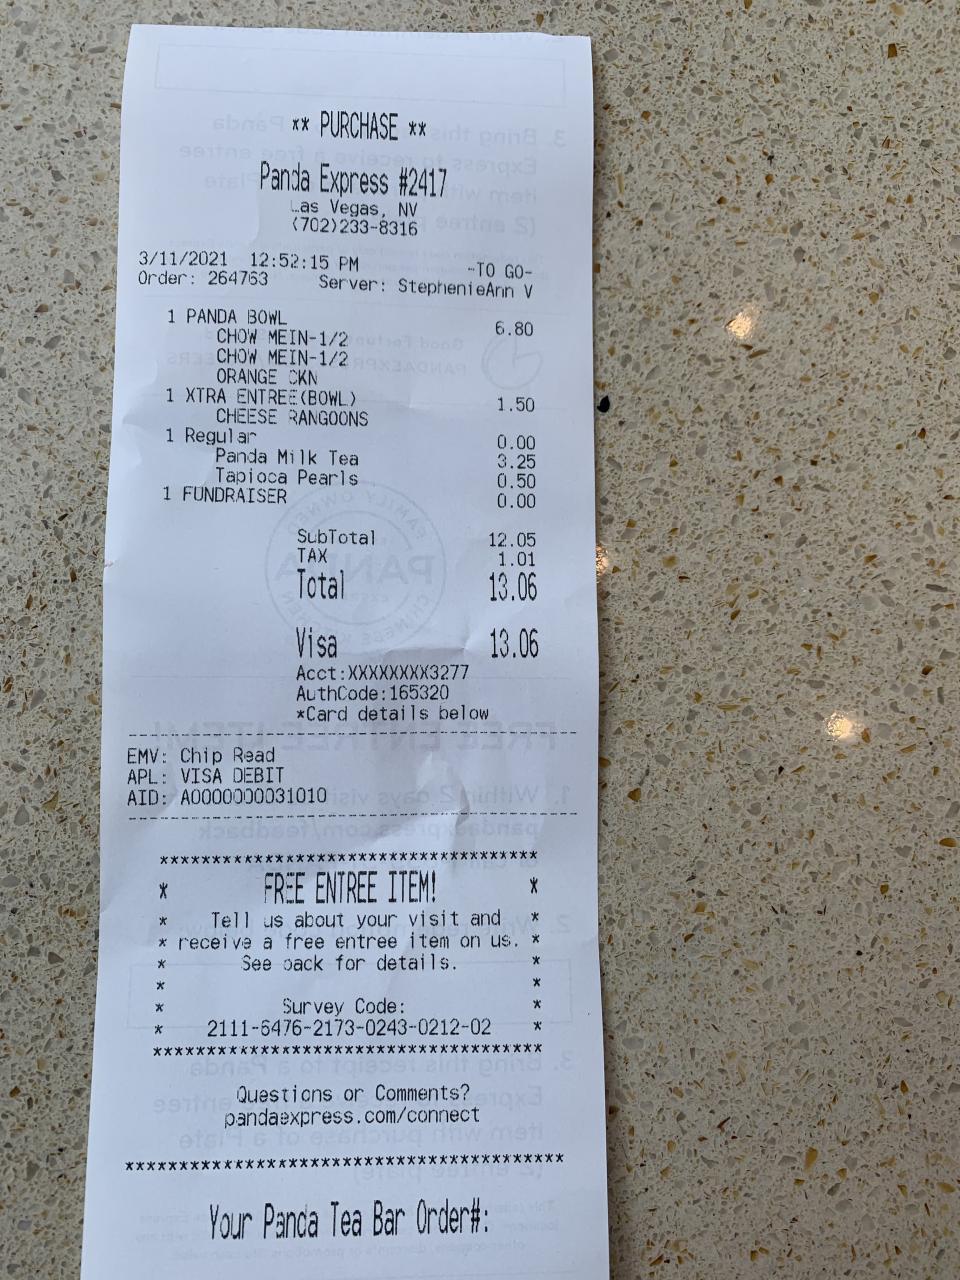 ** PURCHASE **
Panda Express #2417
Las Vegas, NV
(702)233-8316
3/11/2021 12:52:15 PM -TO GO-
Order: 264763 Server: StephenieAnn V
1 PANDA BOWL 6.80
CHOW MEIN-1/2
CHOW MEIN-1/2
ORANGE CKN
1 XTRA ENTREE(BOWL) 1.50
CHEESE RANGOONS
1 Regular 0.00
Panda Milk Tea 3.25
Tapioca Pearls 0.50
1 FUNDRAISER 0.00
SubTotal 12.05
TAX 1.01
Total 13.06
Visa 13.06
Acct:XXXXXXXX3277
AuthCode:165320
*Card details below
EMV: Chip Read
APL: VISA DEBIT
AID: A0000000031010
* FREE ENTREE ITEM! *
* Tell us about your visit and *
* receive a free entree item on us. *
* See back for details. *
* Survey Code: *
* 2111-6476-2173-0243-0212-02 *
Questions or Comments?
pandaexpress.com/connect
Your Panda Tea Bar Order#: